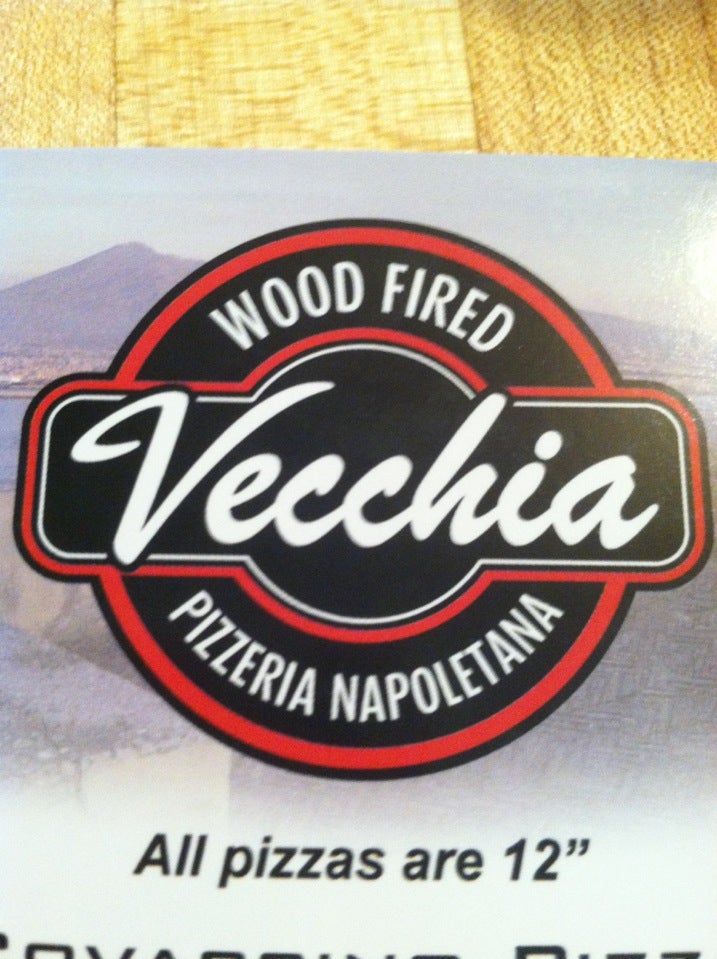 WOOD FIRED
Vecchia
PIZZERIA NAPOLETANA
All pizzas are 12”